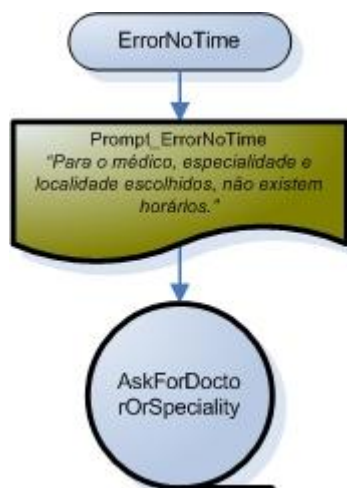 ErrorNoTime
Prompt_ErrorNoTime
“Para o médico, especialidade e
localidade escolhidos, não existem
horários.”
AskForDocto
rOrSpeciality